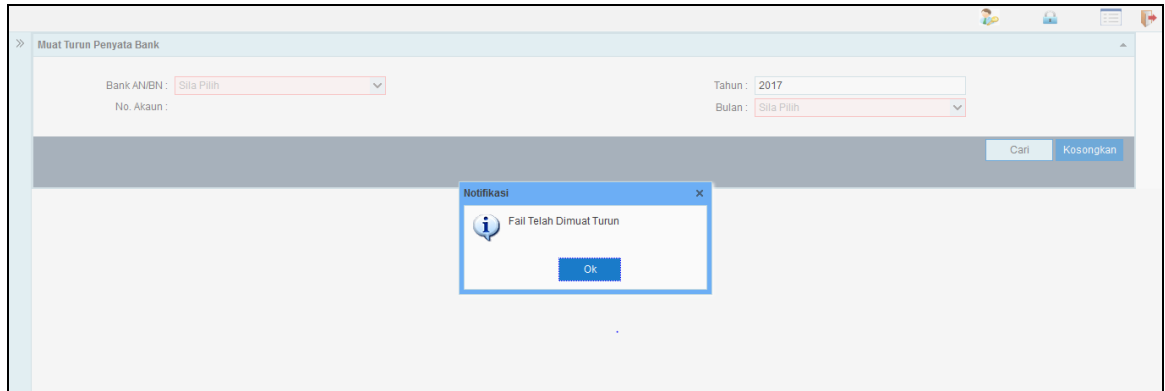 Muat Turun Penyata Bank
Bank AN/BN : Sila Pilih
Tahun : 2017
No. Akaun :
Bulan : Sila Pilih
Cari Kosongkan
Notifikasi
Fail Telah Dimuat Turun
Ok